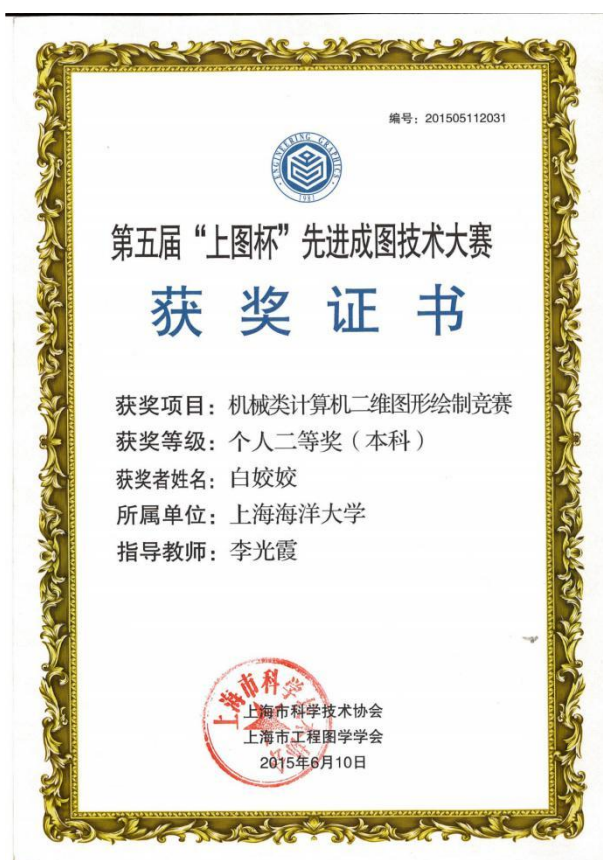 编号：201505112031
ENGINEERING GRAPHICS
1981
第五届“上图杯”先进成图技术大赛
获奖证书
获奖项目：机械类计算机二维图形绘制竞赛
获奖等级：个人二等奖（本科）
获奖者姓名：白姣姣
所属单位：上海海洋大学
指导教师：李光霞
上海市科学技术协会
上海市工程图学学会
2015年6月10日